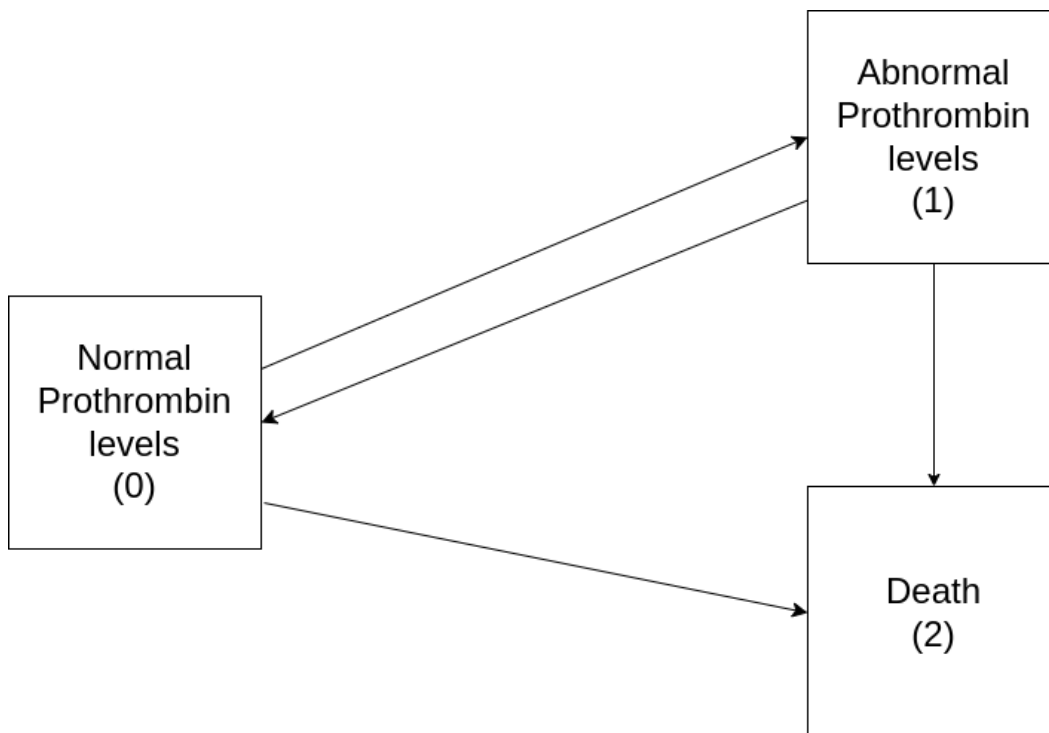 Abnormal
Prothrombin
levels
(1)
Normal
Prothrombin
levels
(0)
Death
(2)